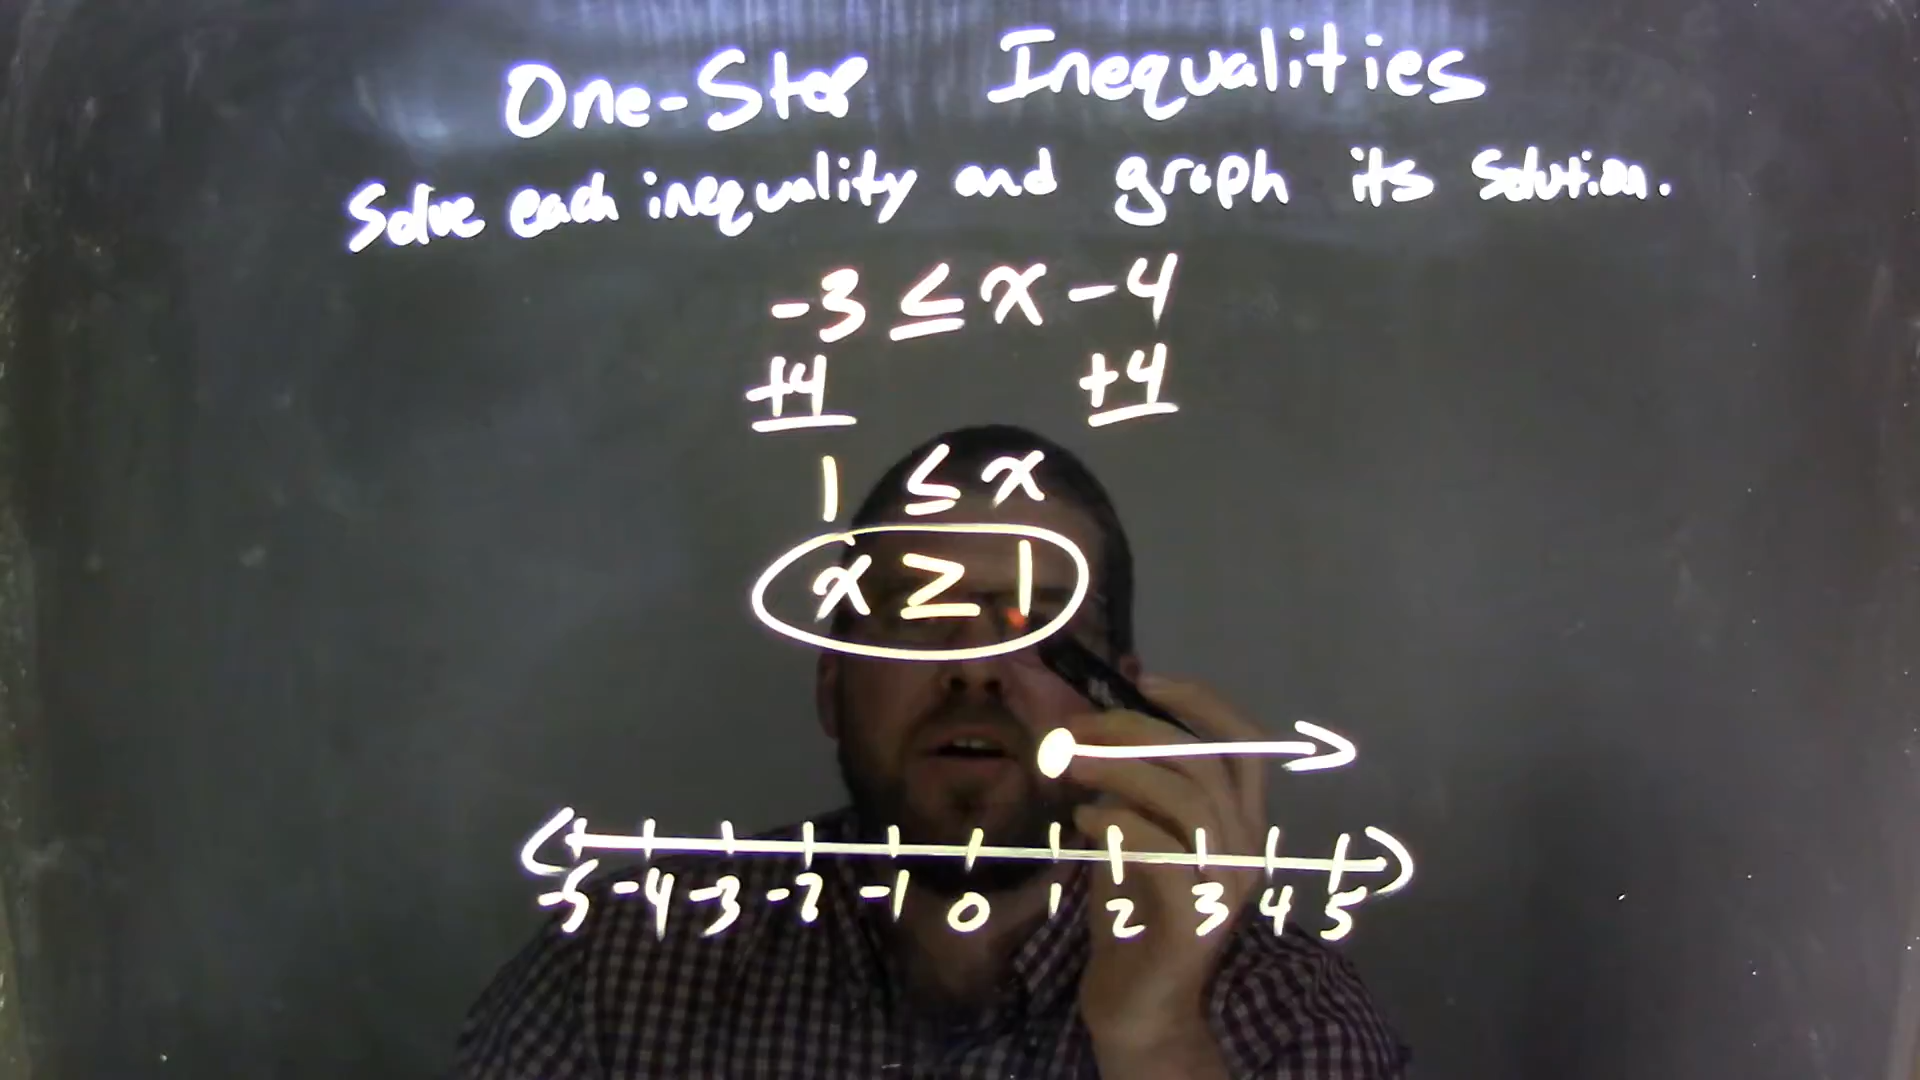 One-Step Inequalities
Solve each inequality and graph its solution.
-3 ≤ x - 4
+4 +4
1 ≤ x
x ≥ 1
-5 -4 -3 -2 -1 0 1 2 3 4 5